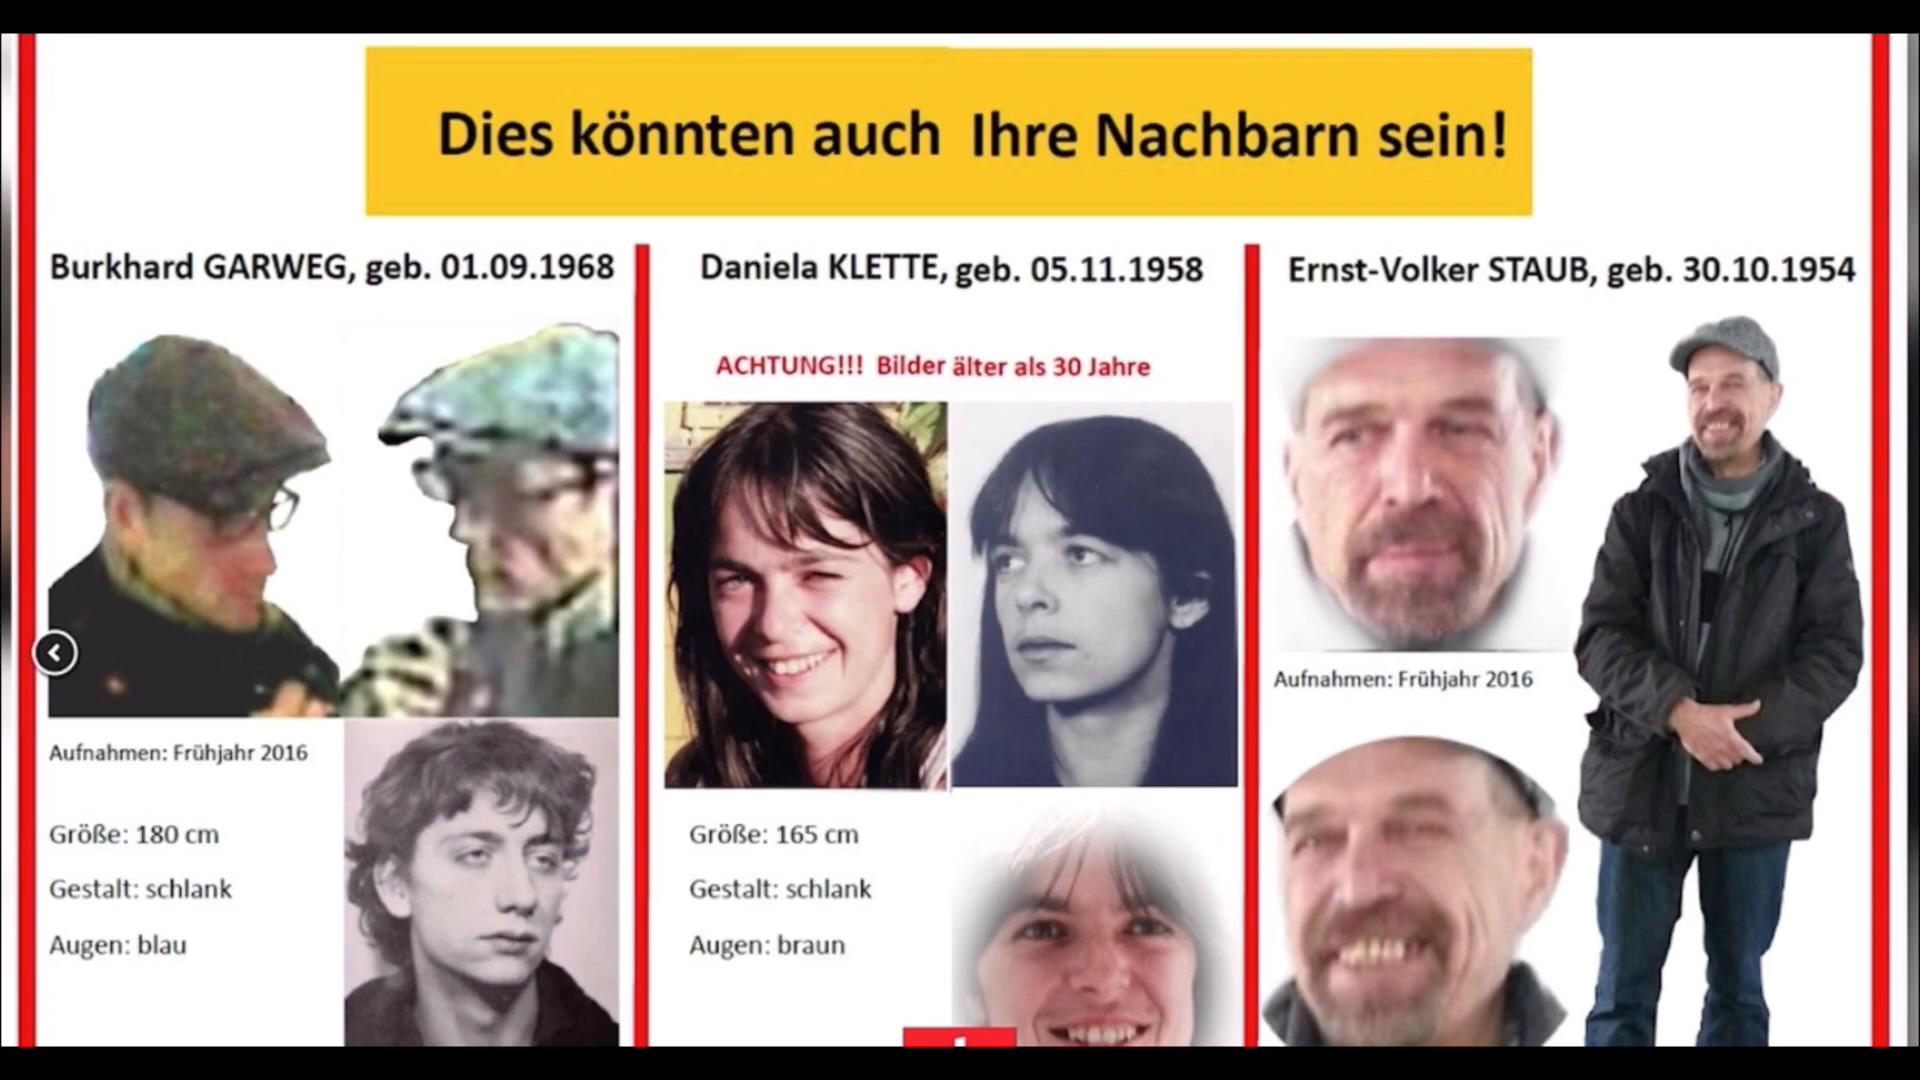 Dies könnten auch Ihre Nachbarn sein!
Burkhard GARWEG, geb. 01.09.1968
Aufnahmen: Frühjahr 2016
Größe: 180 cm
Gestalt: schlank
Augen: blau
Daniela KLETTE, geb. 05.11.1958
ACHTUNG!!! Bilder älter als 30 Jahre
Größe: 165 cm
Gestalt: schlank
Augen: braun
Ernst-Volker STAUB, geb. 30.10.1954
Aufnahmen: Frühjahr 2016